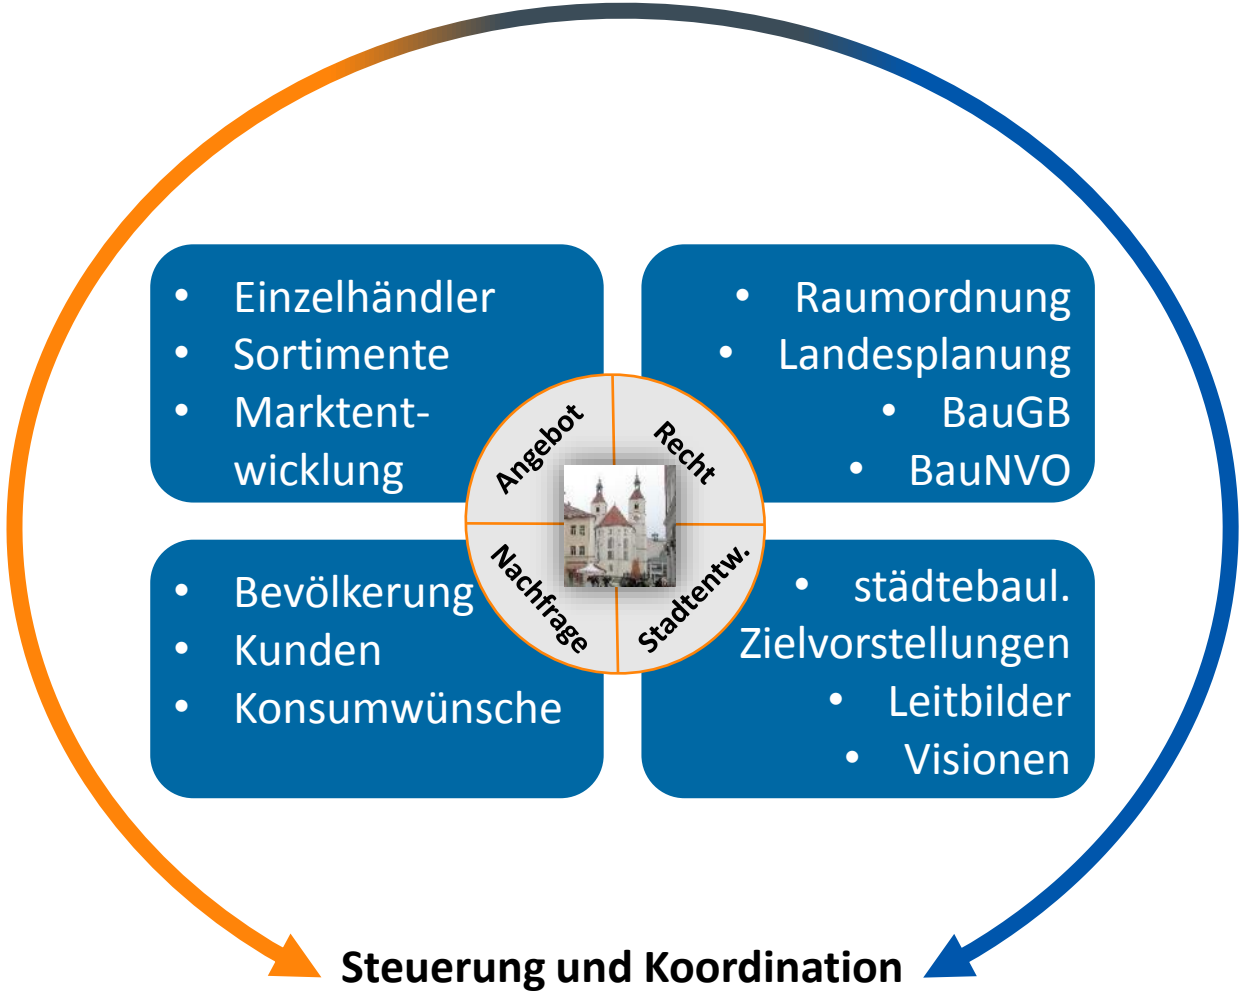 • Einzelhändler
• Sortimente
• Marktent-
wicklung
• Raumordnung
• Landesplanung
• BauGB
• BauNVO
Angebot
Recht
Nachfrage
Stadtentw.
• Bevölkerung
• Kunden
• Konsumwünsche
• städtebaul.
Zielvorstellungen
• Leitbilder
• Visionen
Steuerung und Koordination